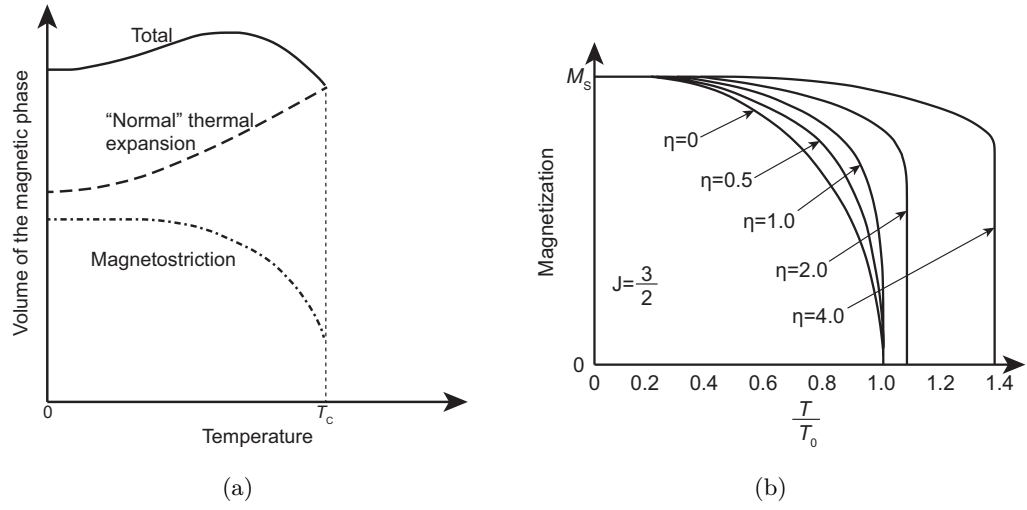 Total
“Normal” thermal
expansion
Magnetostriction
Volume of the magnetic phase
0
T_C
Temperature
(a)
M_S
Magnetization
0
η=0
η=0.5
η=1.0
η=2.0
η=4.0
J=3/2
0 0.2 0.4 0.6 0.8 1.0 1.2 1.4
T/T_0
(b)